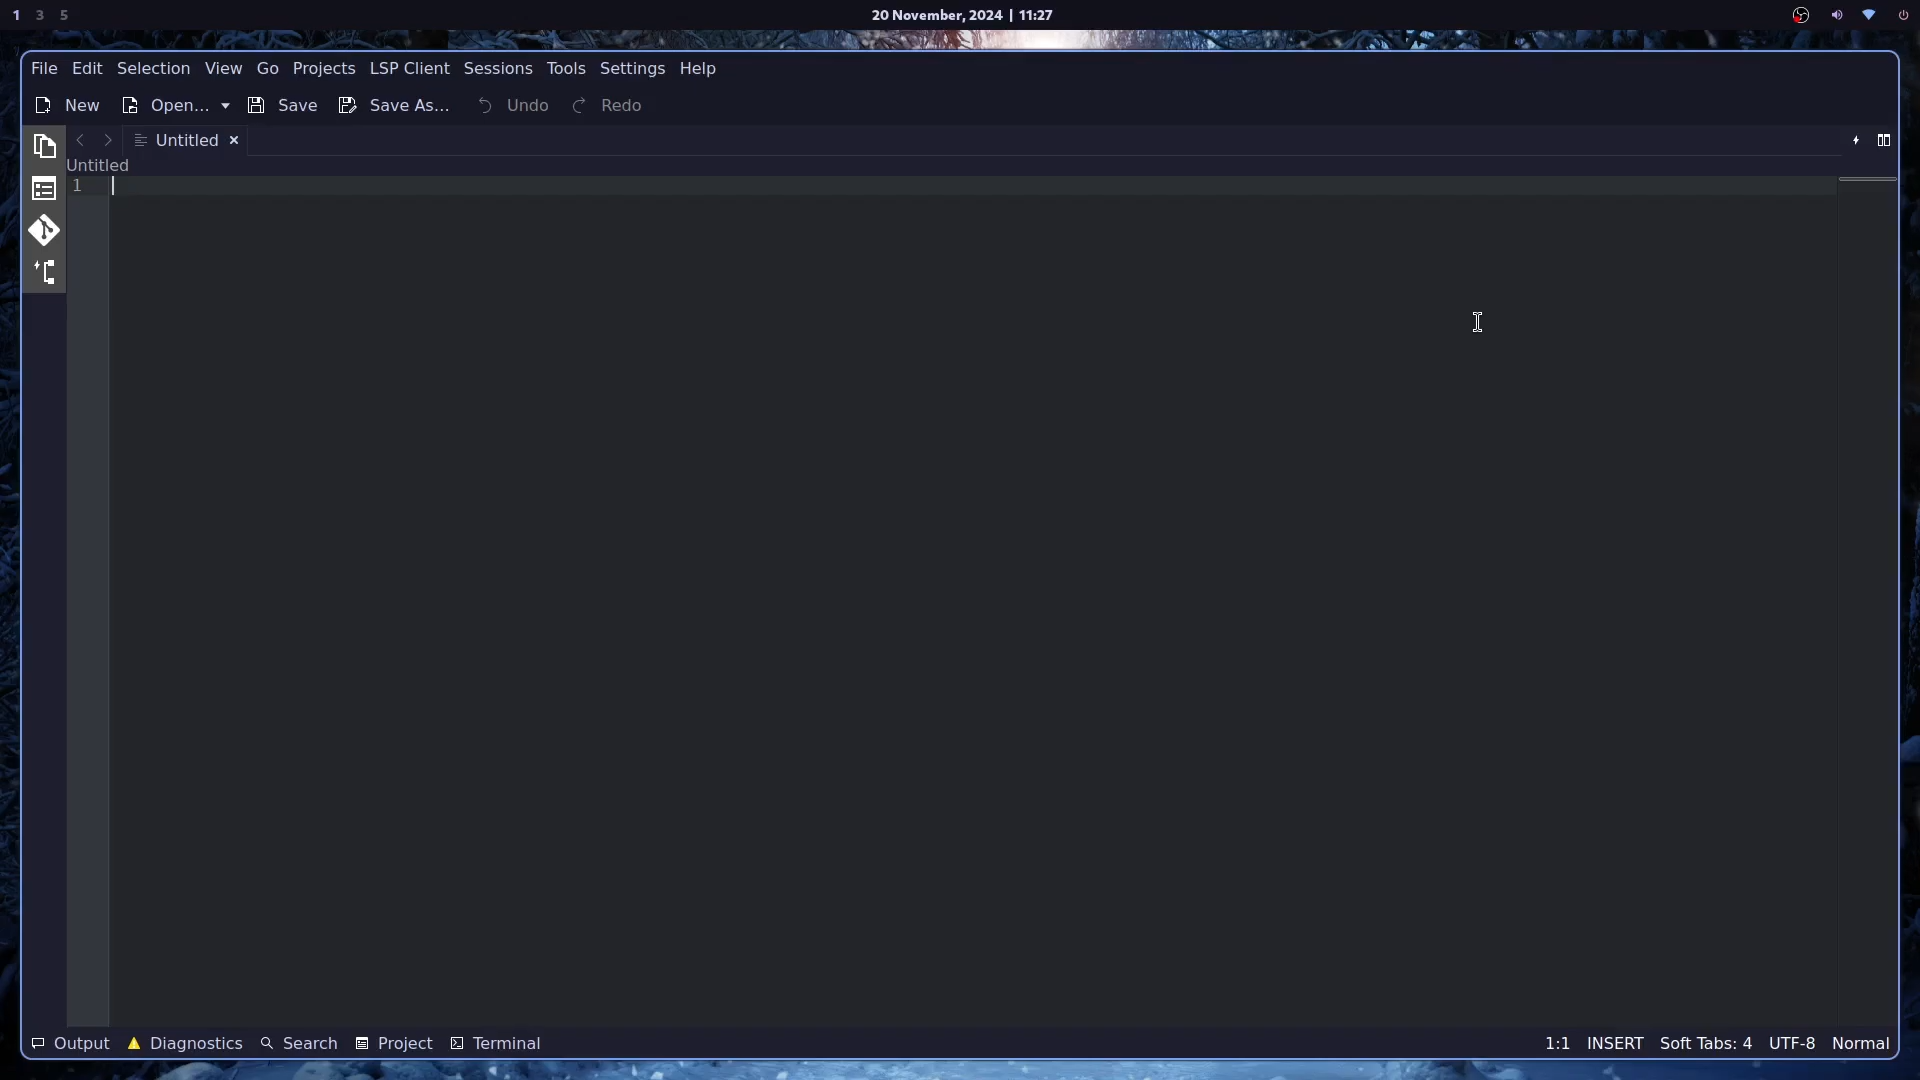 1 3 5 20 November, 2024 | 11:27
File Edit Selection View Go Projects LSP Client Sessions Tools Settings Help
New Open... Save Save As... Undo Redo
Untitled
Untitled
1
Output Diagnostics Search Project Terminal 1:1 INSERT Soft Tabs: 4 UTF-8 Normal